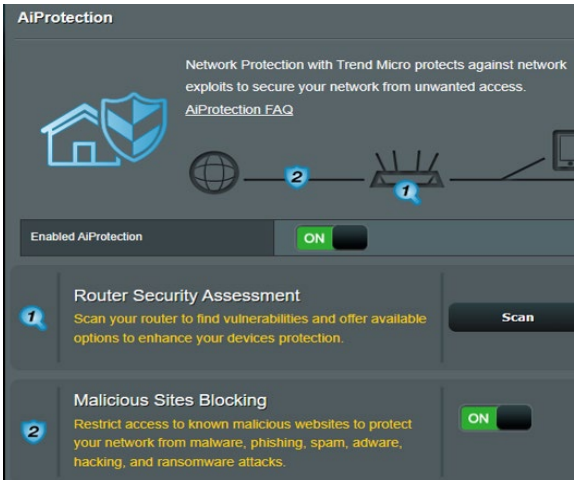 AiProtection
Network Protection with Trend Micro protects against network
exploits to secure your network from unwanted access.
AiProtection FAQ
2
1
Enabled AiProtection
ON
1
Router Security Assessment
Scan your router to find vulnerabilities and offer available
options to enhance your devices protection.
Scan
2
Malicious Sites Blocking
Restrict access to known malicious websites to protect
your network from malware, phishing, spam, adware,
hacking, and ransomware attacks.
ON